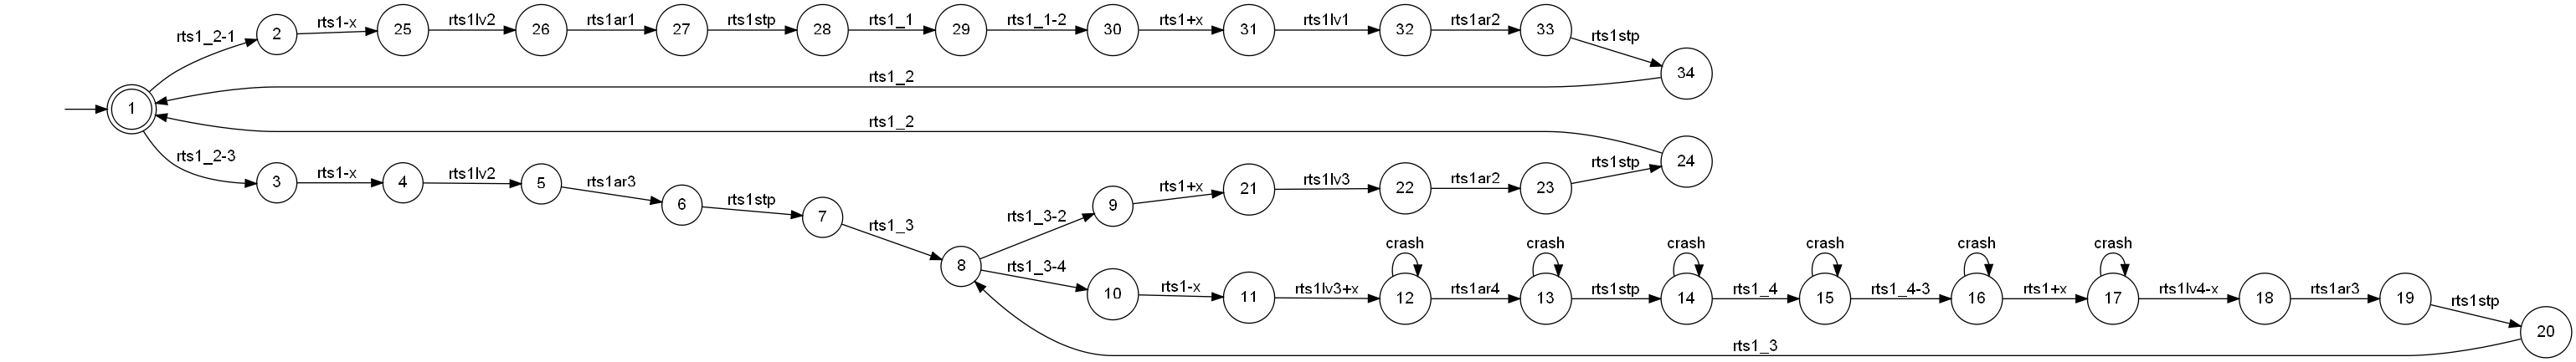 rts1_2-1
2
rts1-x
25
rts1lv2
26
rts1ar1
27
rts1stp
28
rts1_1
29
rts1_1-2
30
rts1+x
31
rts1lv1
32
rts1ar2
33
rts1stp
34
rts1_2
1
rts1_2
rts1_2-3
3
rts1-x
4
rts1lv2
5
rts1ar3
6
rts1stp
7
rts1_3
8
rts1_3-2
9
rts1+x
21
rts1lv3
22
rts1ar2
23
rts1stp
24
rts1_3-4
10
rts1-x
11
rts1lv3+x
crash
12
rts1ar4
crash
13
rts1stp
crash
14
rts1_4
crash
15
rts1_4-3
crash
16
rts1+x
crash
17
rts1lv4-x
18
rts1ar3
19
rts1stp
20
rts1_3